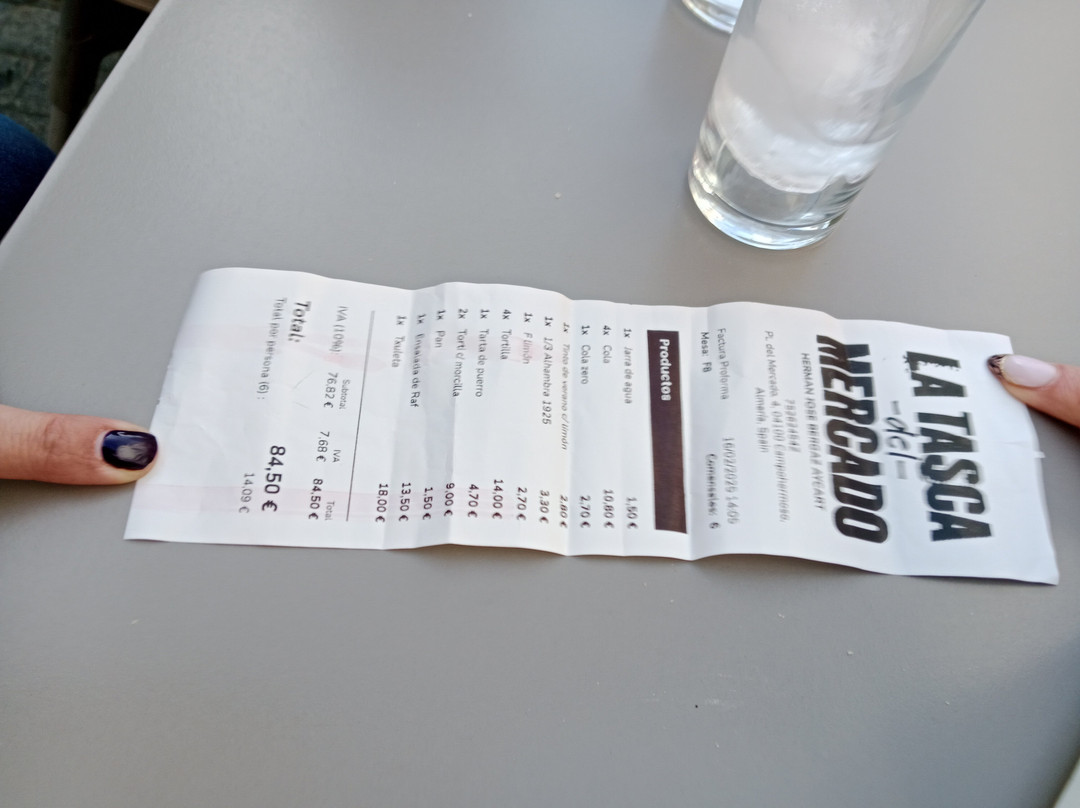 LA TASCA
-del-
MERCADO
HERMAN JOSE BERBAE AYCART
PL. del Mercado, 4, 04100 Campohermoso,
Almería, Spain
Factura Proforma 16/02/2025 14:05
Mesa: F8 Comensales: 6
Productos
1x Jarra de agua 1,50 €
4x Cola 10,80 €
1x Cola zero 2,70 €
1x Tinto de verano c/limón 2,80 €
1x 1/3 Alhambra 1925 3,30 €
1x F.limón 2,70 €
4x Tortilla 14,00 €
1x Tarta de puerro 4,70 €
2x Torti c/ morcilla 9,00 €
1x Pan 1,50 €
1x Ensalada de Raf 13,50 €
1x Txuleta 18,00 €
Subtotal IVA Total
IVA (10%): 76,82 € 7,68 € 84,50 €
Total: 84,50 €
Total por persona (6) : 14,09 €